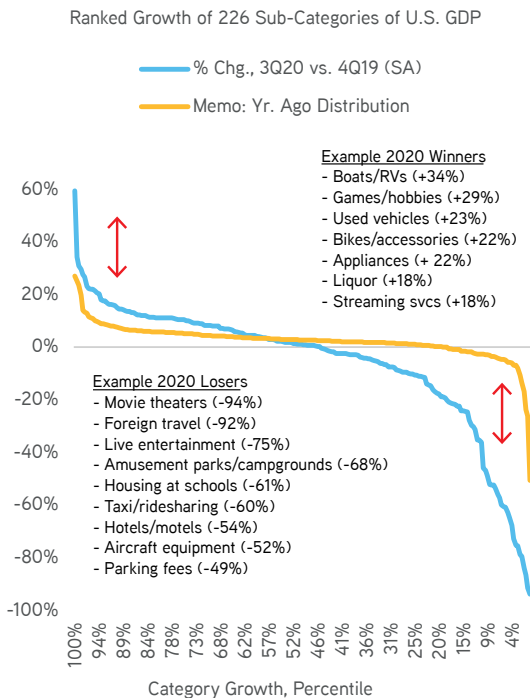 Ranked Growth of 226 Sub-Categories of U.S. GDP
% Chg., 3Q20 vs. 4Q19 (SA)
Memo: Yr. Ago Distribution
Example 2020 Winners
- Boats/RVs (+34%)
- Games/hobbies (+29%)
- Used vehicles (+23%)
- Bikes/accessories (+22%)
- Appliances (+ 22%)
- Liquor (+18%)
- Streaming svcs (+18%)
60%
40%
20%
0%
-20%
-40%
-60%
-80%
-100%
Example 2020 Losers
- Movie theaters (-94%)
- Foreign travel (-92%)
- Live entertainment (-75%)
- Amusement parks/campgrounds (-68%)
- Housing at schools (-61%)
- Taxi/ridesharing (-60%)
- Hotels/motels (-54%)
- Aircraft equipment (-52%)
- Parking fees (-49%)
100%
94%
89%
84%
78%
73%
68%
62%
57%
52%
46%
41%
36%
31%
25%
20%
15%
9%
4%
Category Growth, Percentile